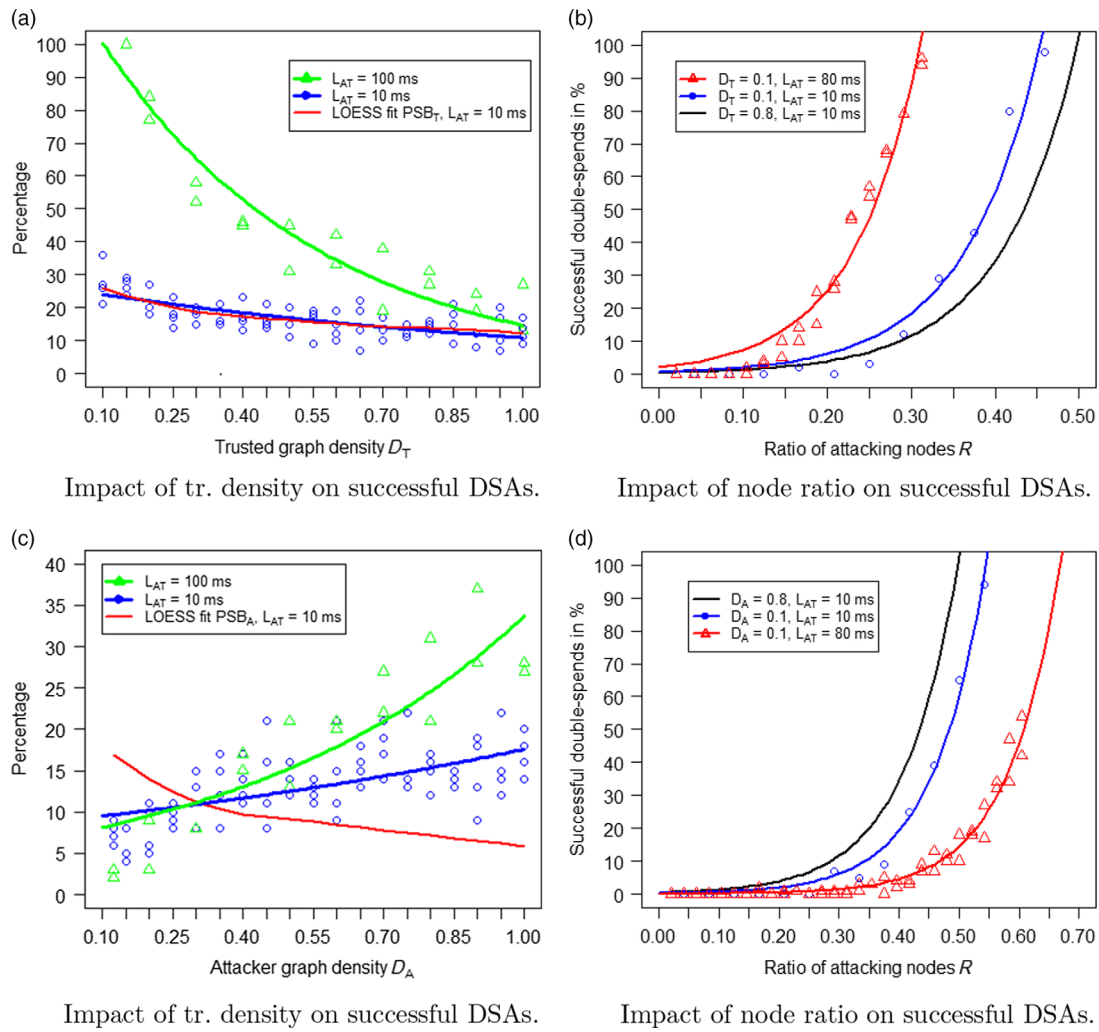 (a)
100
90
80
70
60
50
40
30
20
10
0
Percentage
L_AT = 100 ms
L_AT = 10 ms
LOESS fit PSB_T, L_AT = 10 ms
0.10 0.25 0.40 0.55 0.70 0.85 1.00
Trusted graph density D_T
Impact of tr. density on successful DSAs.
(b)
100
90
80
70
60
50
40
30
20
10
0
Successful double-spends in %
D_T = 0.1, L_AT = 80 ms
D_T = 0.1, L_AT = 10 ms
D_T = 0.8, L_AT = 10 ms
0.00 0.10 0.20 0.30 0.40 0.50
Ratio of attacking nodes R
Impact of node ratio on successful DSAs.
(c)
40
35
30
25
20
15
10
5
0
Percentage
L_AT = 100 ms
L_AT = 10 ms
LOESS fit PSB_A, L_AT = 10 ms
0.10 0.25 0.40 0.55 0.70 0.85 1.00
Attacker graph density D_A
Impact of tr. density on successful DSAs.
(d)
100
90
80
70
60
50
40
30
20
10
0
Successful double-spends in %
D_A = 0.8, L_AT = 10 ms
D_A = 0.1, L_AT = 10 ms
D_A = 0.1, L_AT = 80 ms
0.00 0.10 0.20 0.30 0.40 0.50 0.60 0.70
Ratio of attacking nodes R
Impact of node ratio on successful DSAs.